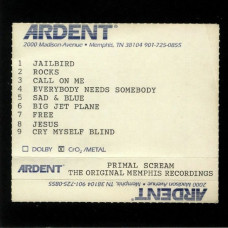 ARDENT
2000 Madison Avenue • Memphis, TN 38104 901-725-0855
1 JAILBIRD
2 ROCKS
3 CALL ON ME
4 EVERYBODY NEEDS SOMEBODY
5 SAD & BLUE
6 BIG JET PLANE
7 FREE
8 JESUS
9 CRY MYSELF BLIND
DOLBY CrO₂/METAL
ARDENT PRIMAL SCREAM
THE ORIGINAL MEMPHIS RECORDINGS
2000 Madison Avenue • Memphis, TN 38104 901-725-0855
ARDENT